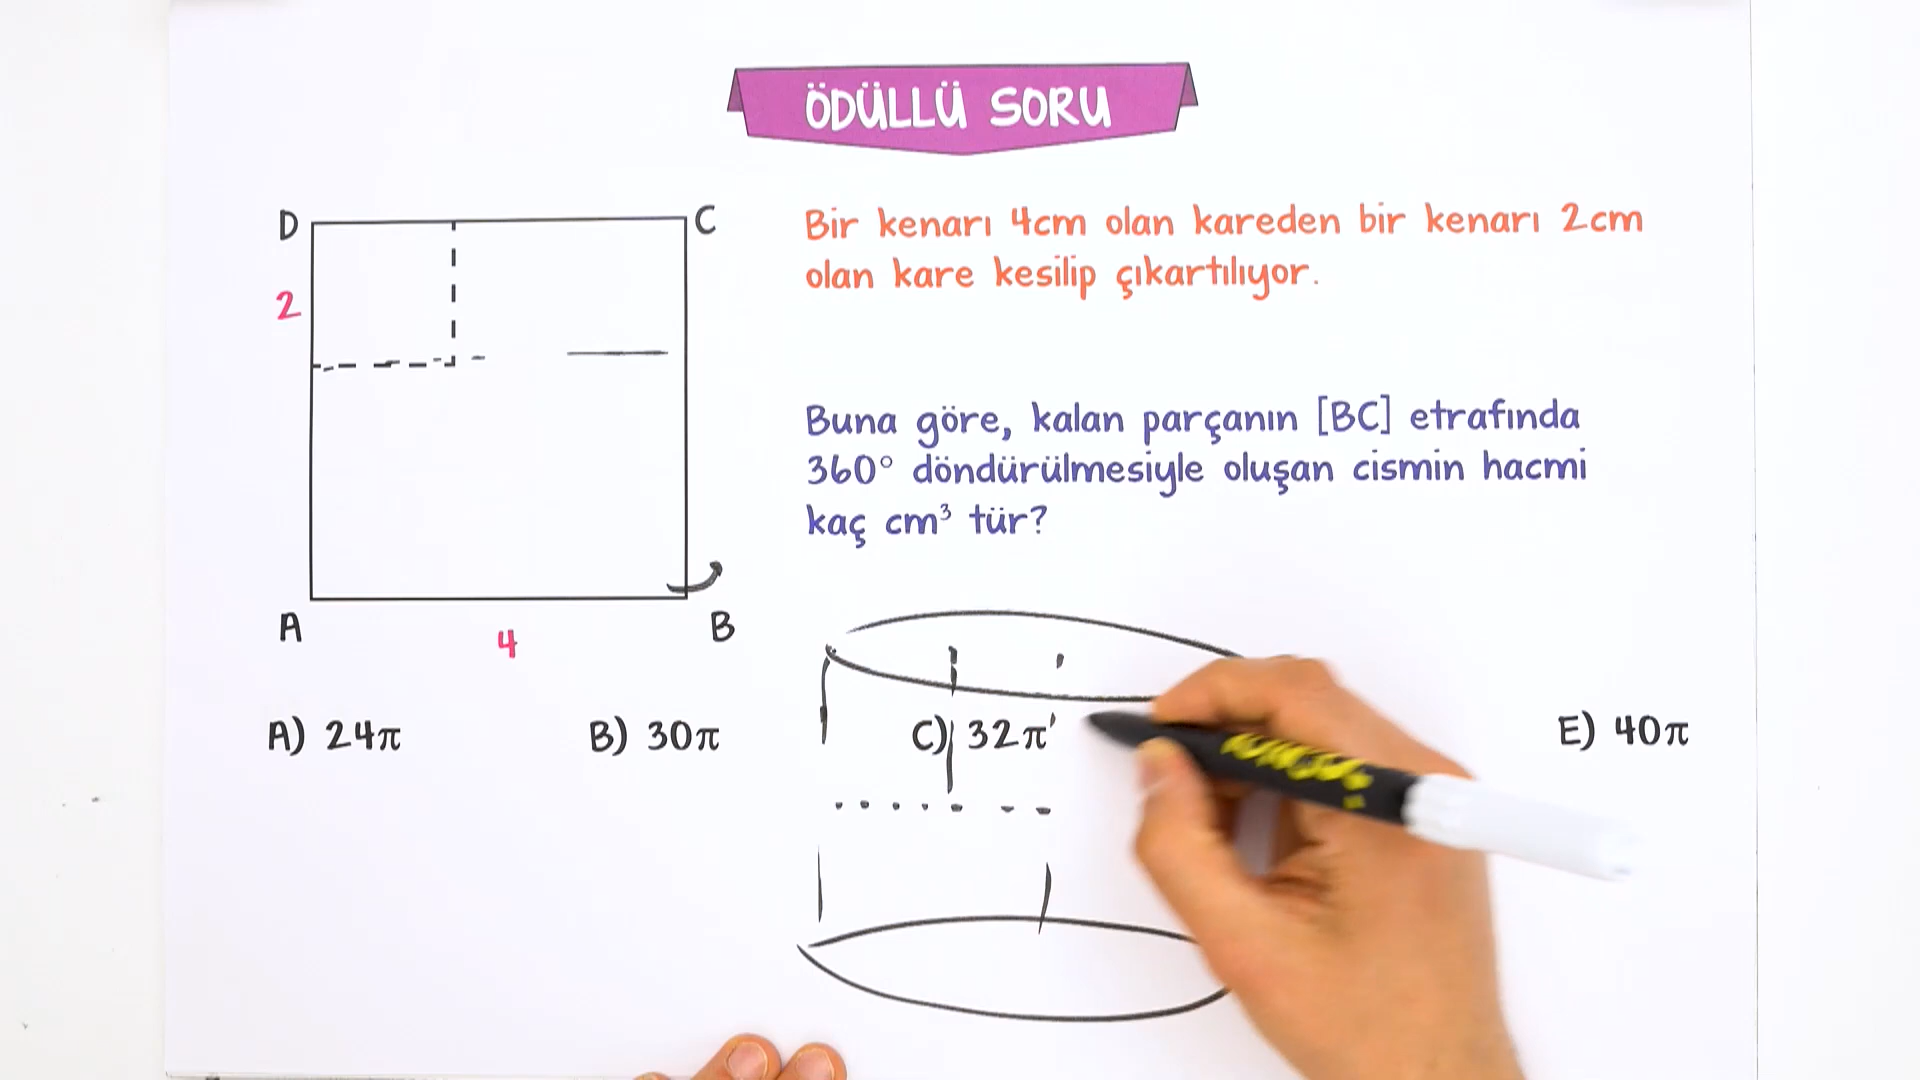 ÖDÜLLÜ SORU
D
C
2
A
4
B
Bir kenarı 4cm olan kareden bir kenarı 2cm
olan kare kesilip çıkartılıyor.
Buna göre, kalan parçanın [BC] etrafında
360° döndürülmesiyle oluşan cismin hacmi
kaç cm³ tür?
A) 24π
B) 30π
C) 32π
E) 40π